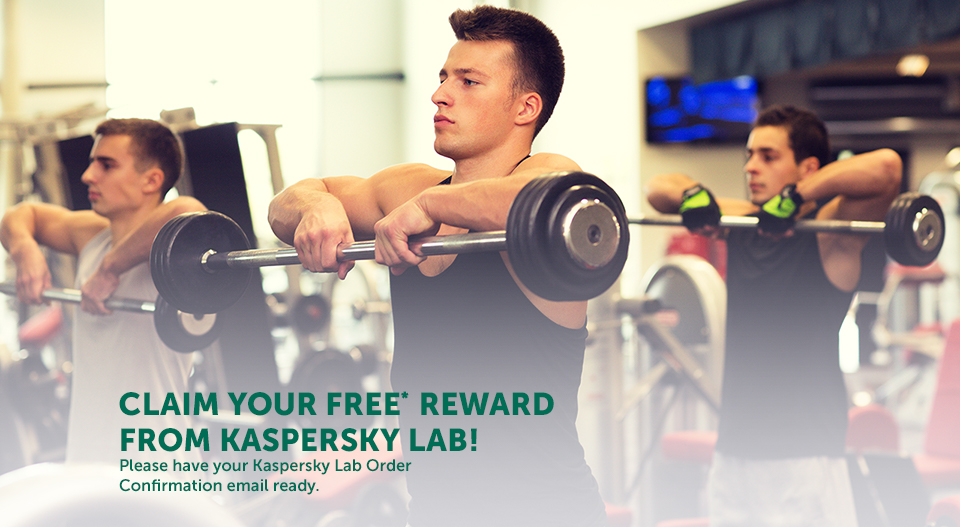 CLAIM YOUR FREE* REWARD
FROM KASPERSKY LAB!
Please have your Kaspersky Lab Order
Confirmation email ready.